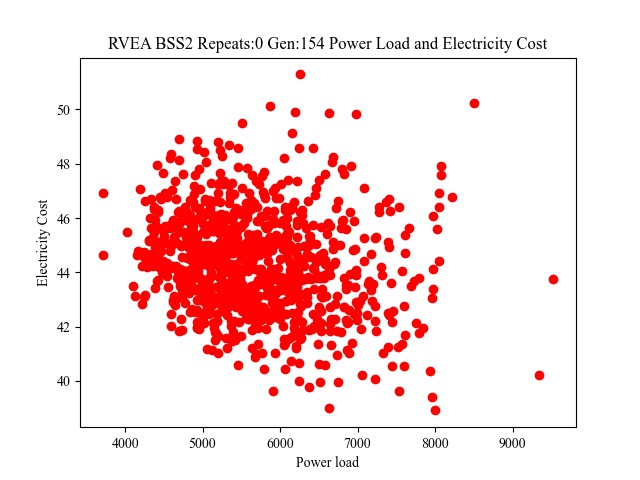 RVEA BSS2 Repeats:0 Gen:154 Power Load and Electricity Cost
Electricity Cost
50
48
46
44
42
40
4000 5000 6000 7000 8000 9000
Power load